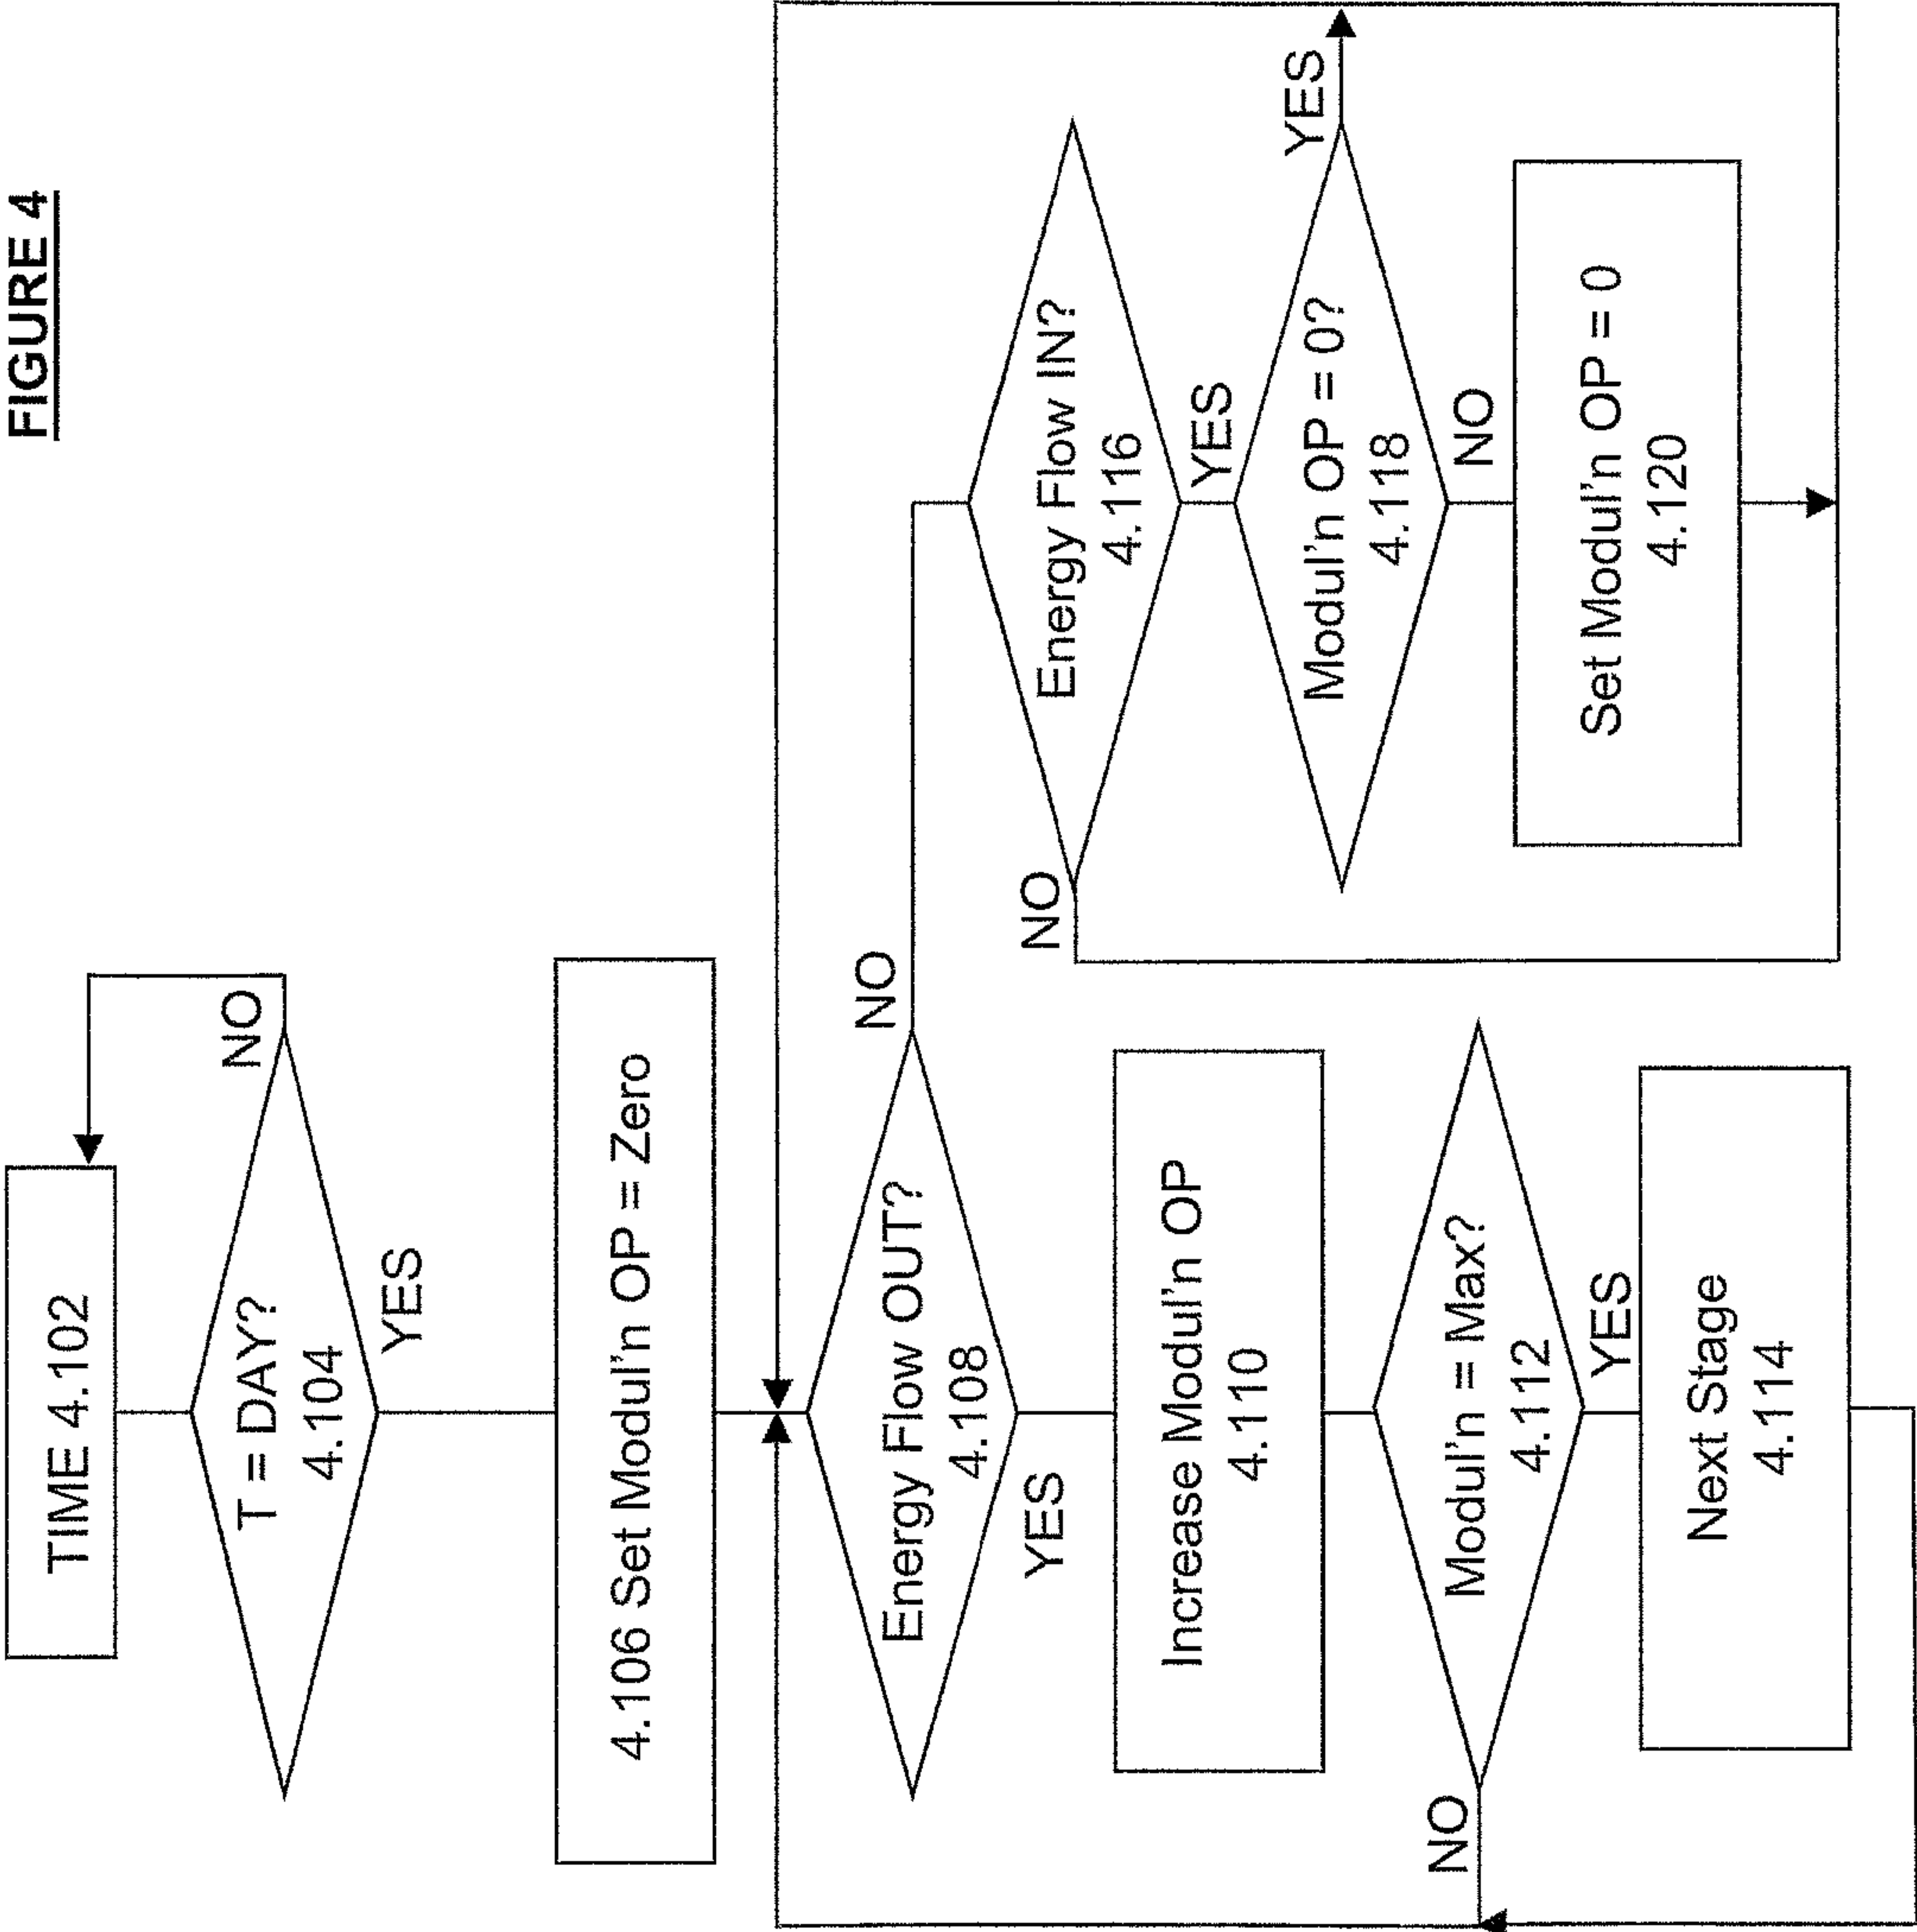 FIGURE 4
TIME 4.102
T = DAY?
4.104
NO
YES
4.106 Set Modul'n OP = Zero
Energy Flow OUT?
4.108
NO
YES
Increase Modul'n OP
4.110
Modul'n = Max?
4.112
NO
YES
Next Stage
4.114
Energy Flow IN?
4.116
NO
YES
Modul'n OP = 0?
4.118
YES
NO
Set Modul'n OP = 0
4.120